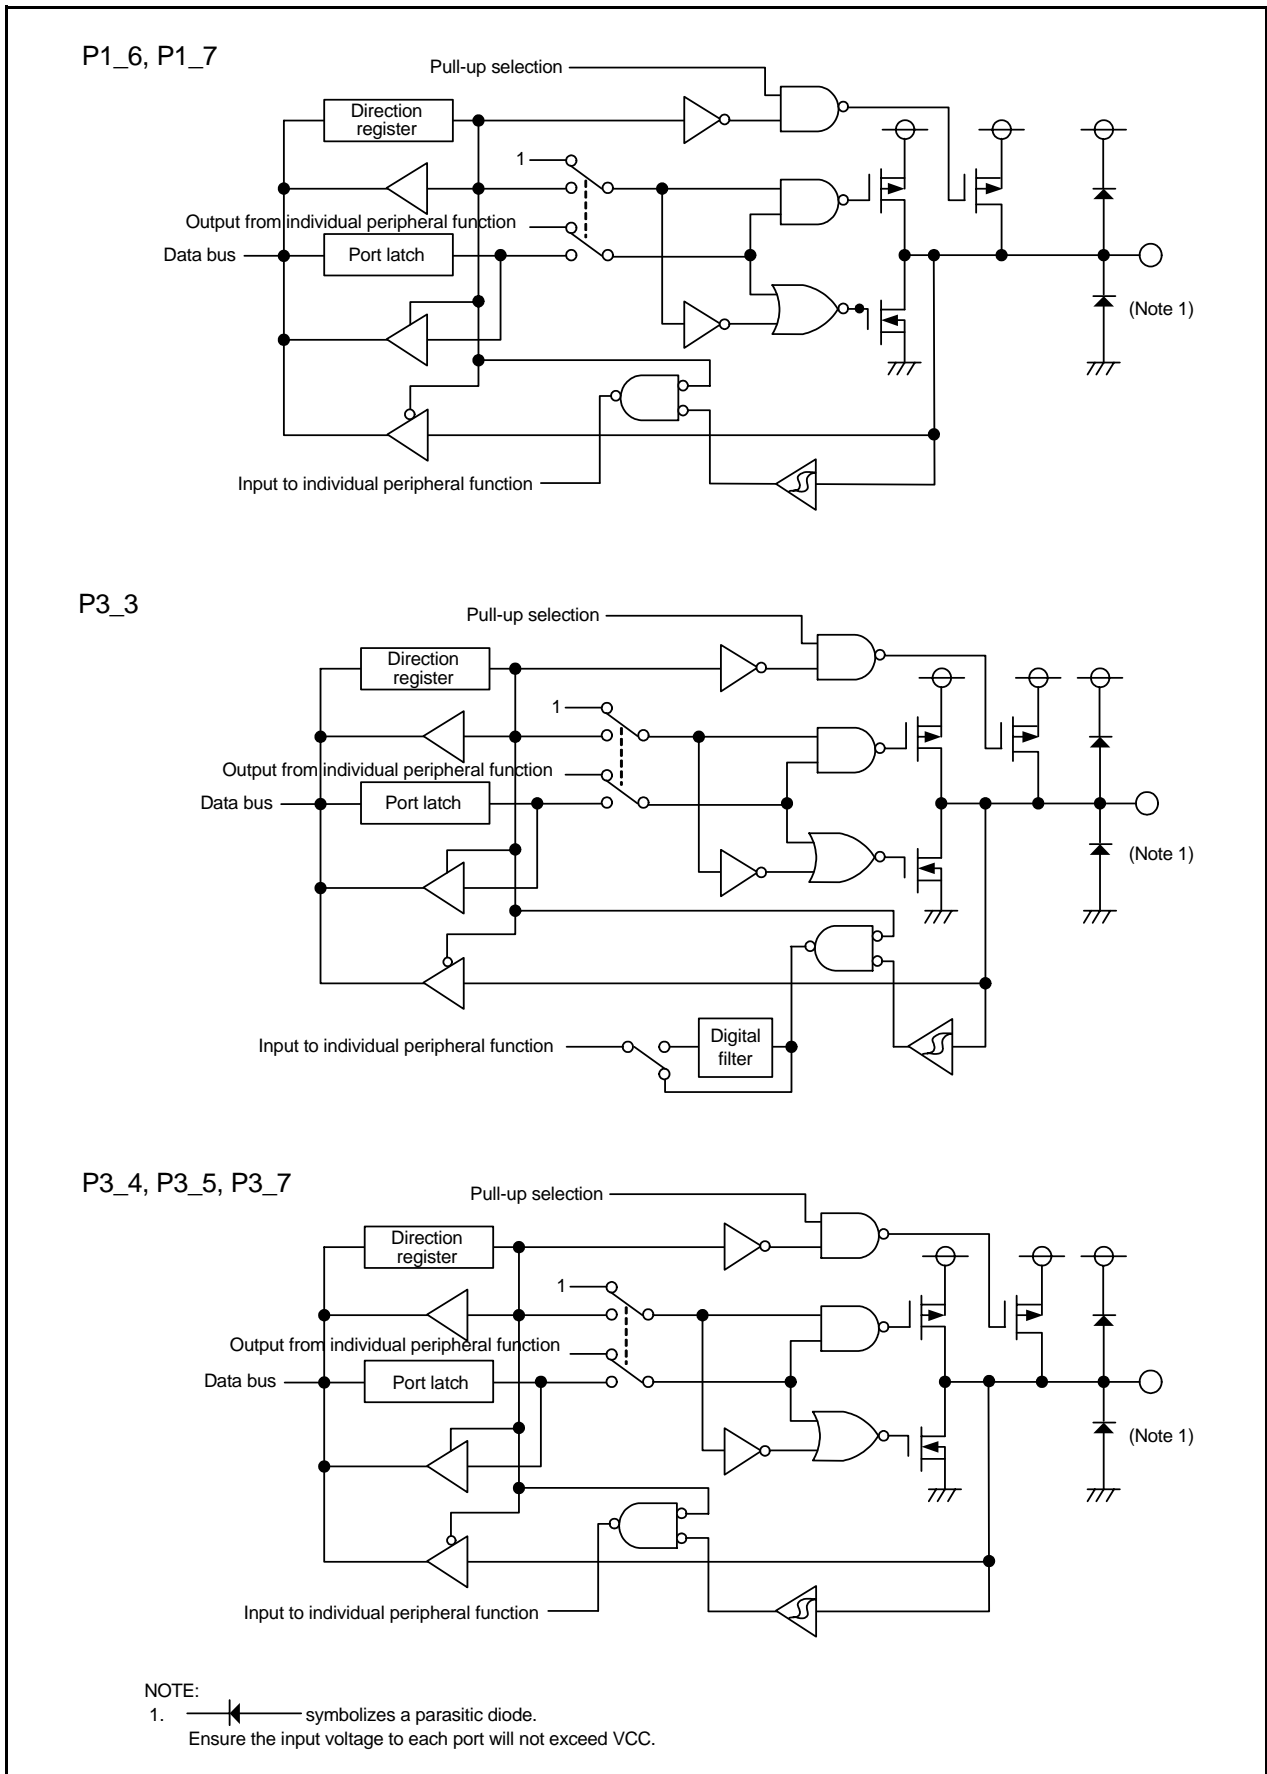 P1_6, P1_7
Pull-up selection
Direction
register
1
Output from individual peripheral function
Data bus
Port latch
(Note 1)
Input to individual peripheral function
P3_3
Pull-up selection
Direction
register
1
Output from individual peripheral function
Data bus
Port latch
(Note 1)
Input to individual peripheral function
Digital
filter
P3_4, P3_5, P3_7
Pull-up selection
Direction
register
1
Output from individual peripheral function
Data bus
Port latch
(Note 1)
Input to individual peripheral function
NOTE:
1. symbolizes a parasitic diode.
Ensure the input voltage to each port will not exceed VCC.